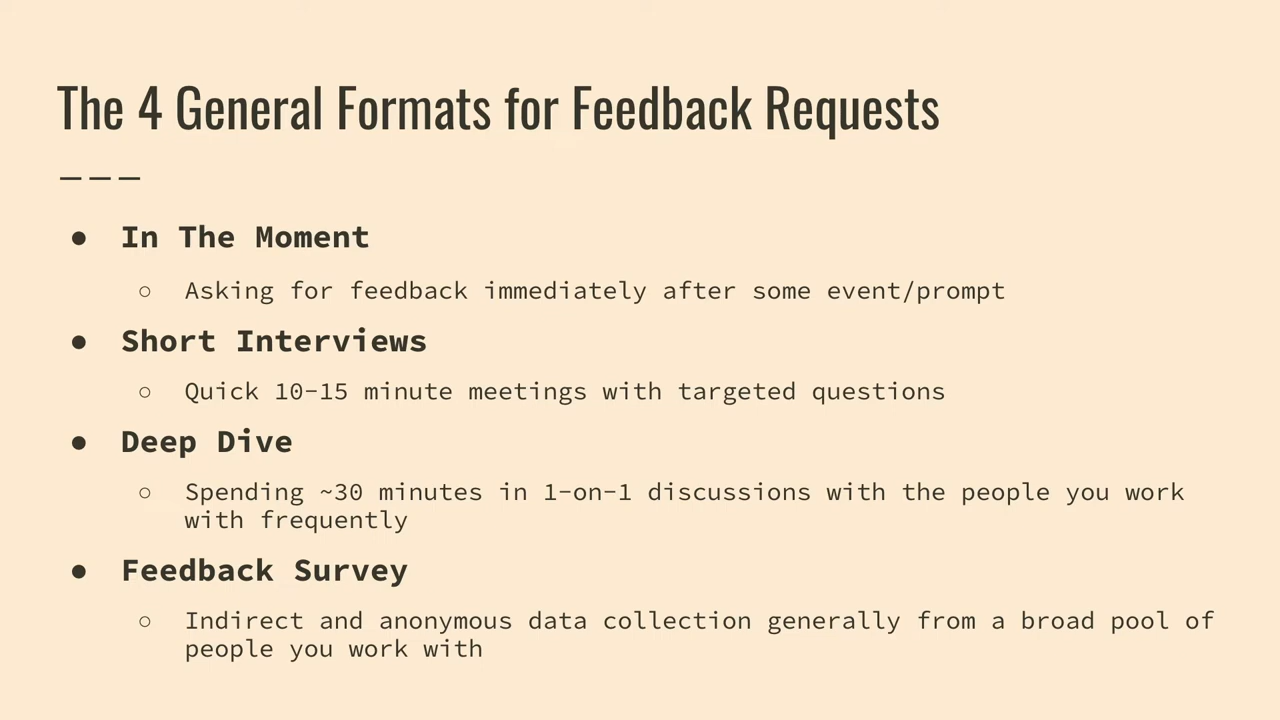 The 4 General Formats for Feedback Requests
● In The Moment
○ Asking for feedback immediately after some event/prompt
● Short Interviews
○ Quick 10-15 minute meetings with targeted questions
● Deep Dive
○ Spending ~30 minutes in 1-on-1 discussions with the people you work
with frequently
● Feedback Survey
○ Indirect and anonymous data collection generally from a broad pool of
people you work with